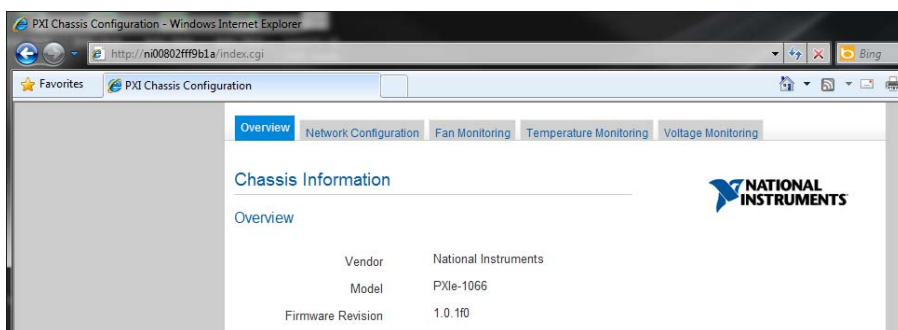 PXI Chassis Configuration - Windows Internet Explorer
http://ni00802fff9b1a/index.cgi
Bing
Favorites
PXI Chassis Configuration
Overview Network Configuration Fan Monitoring Temperature Monitoring Voltage Monitoring
Chassis Information
NATIONAL
INSTRUMENTS
Overview
Vendor National Instruments
Model PXIe-1066
Firmware Revision 1.0.1f0